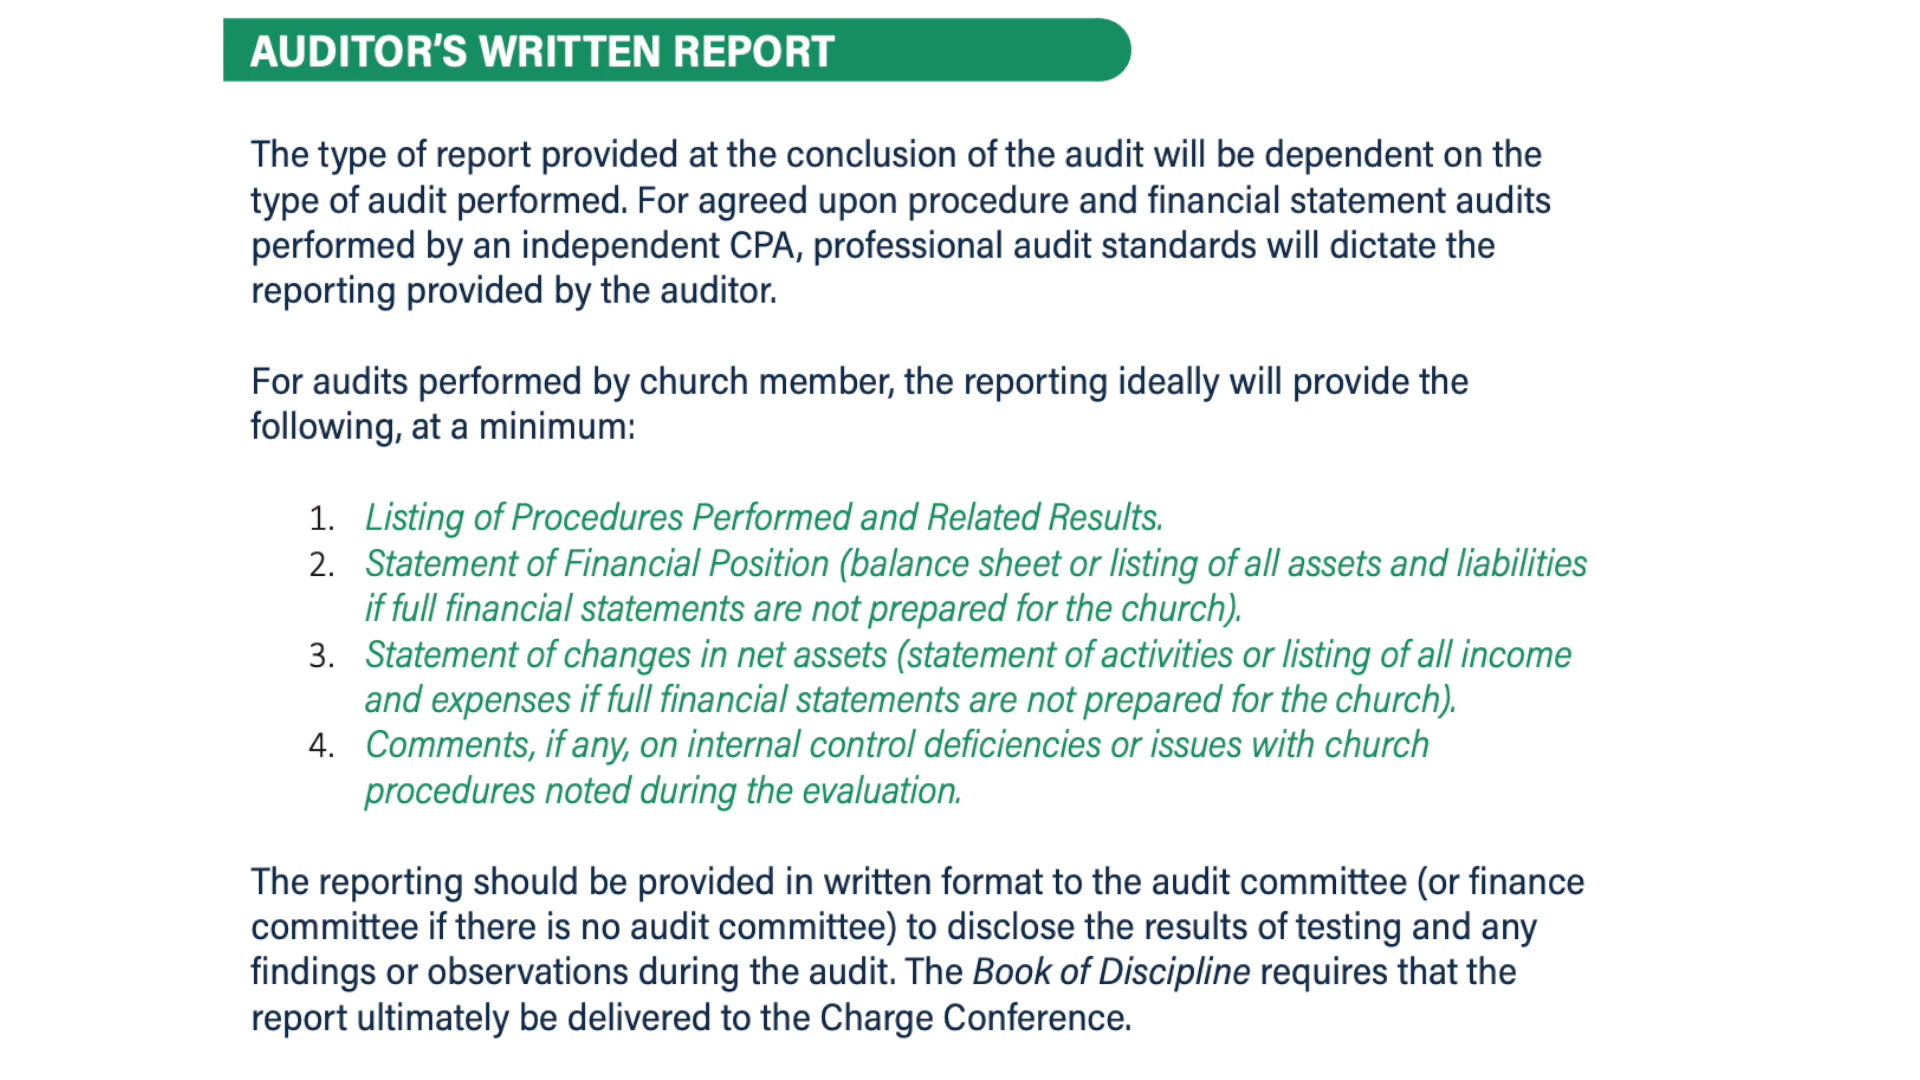 AUDITOR’S WRITTEN REPORT
The type of report provided at the conclusion of the audit will be dependent on the
type of audit performed. For agreed upon procedure and financial statement audits
performed by an independent CPA, professional audit standards will dictate the
reporting provided by the auditor.
For audits performed by church member, the reporting ideally will provide the
following, at a minimum:
1. Listing of Procedures Performed and Related Results.
2. Statement of Financial Position (balance sheet or listing of all assets and liabilities
if full financial statements are not prepared for the church).
3. Statement of changes in net assets (statement of activities or listing of all income
and expenses if full financial statements are not prepared for the church).
4. Comments, if any, on internal control deficiencies or issues with church
procedures noted during the evaluation.
The reporting should be provided in written format to the audit committee (or finance
committee if there is no audit committee) to disclose the results of testing and any
findings or observations during the audit. The Book of Discipline requires that the
report ultimately be delivered to the Charge Conference.